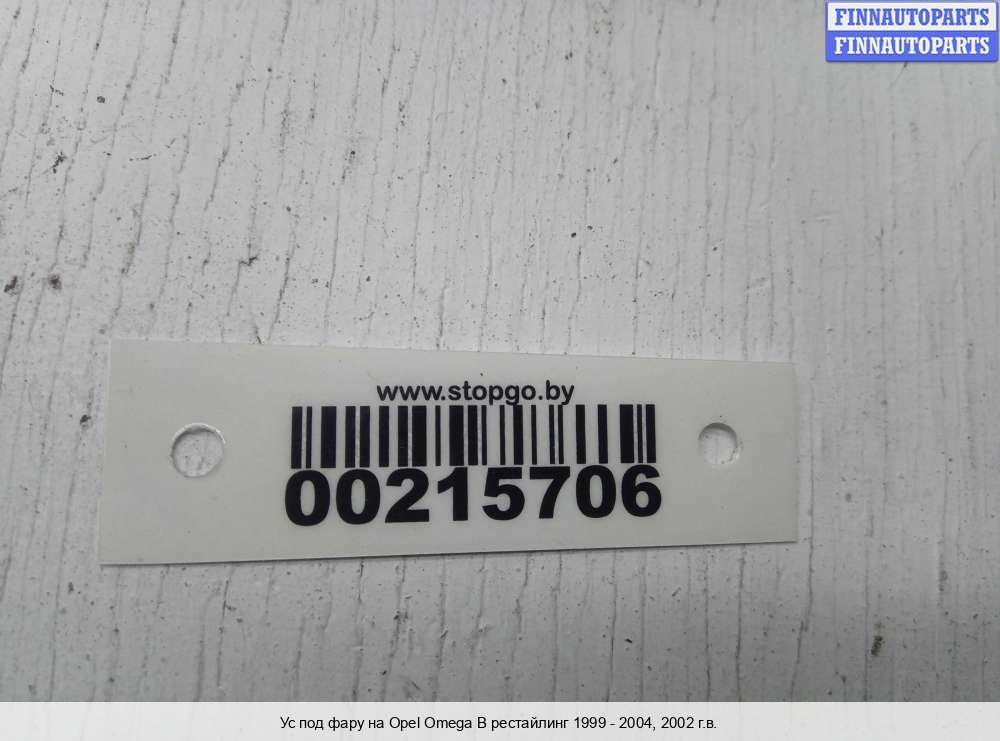 FINNAUTOPARTS
FINNAUTOPARTS
www.stopgo.by
00215706
Ус под фару на Opel Omega B рестайлинг 1999 - 2004, 2002 г.в.